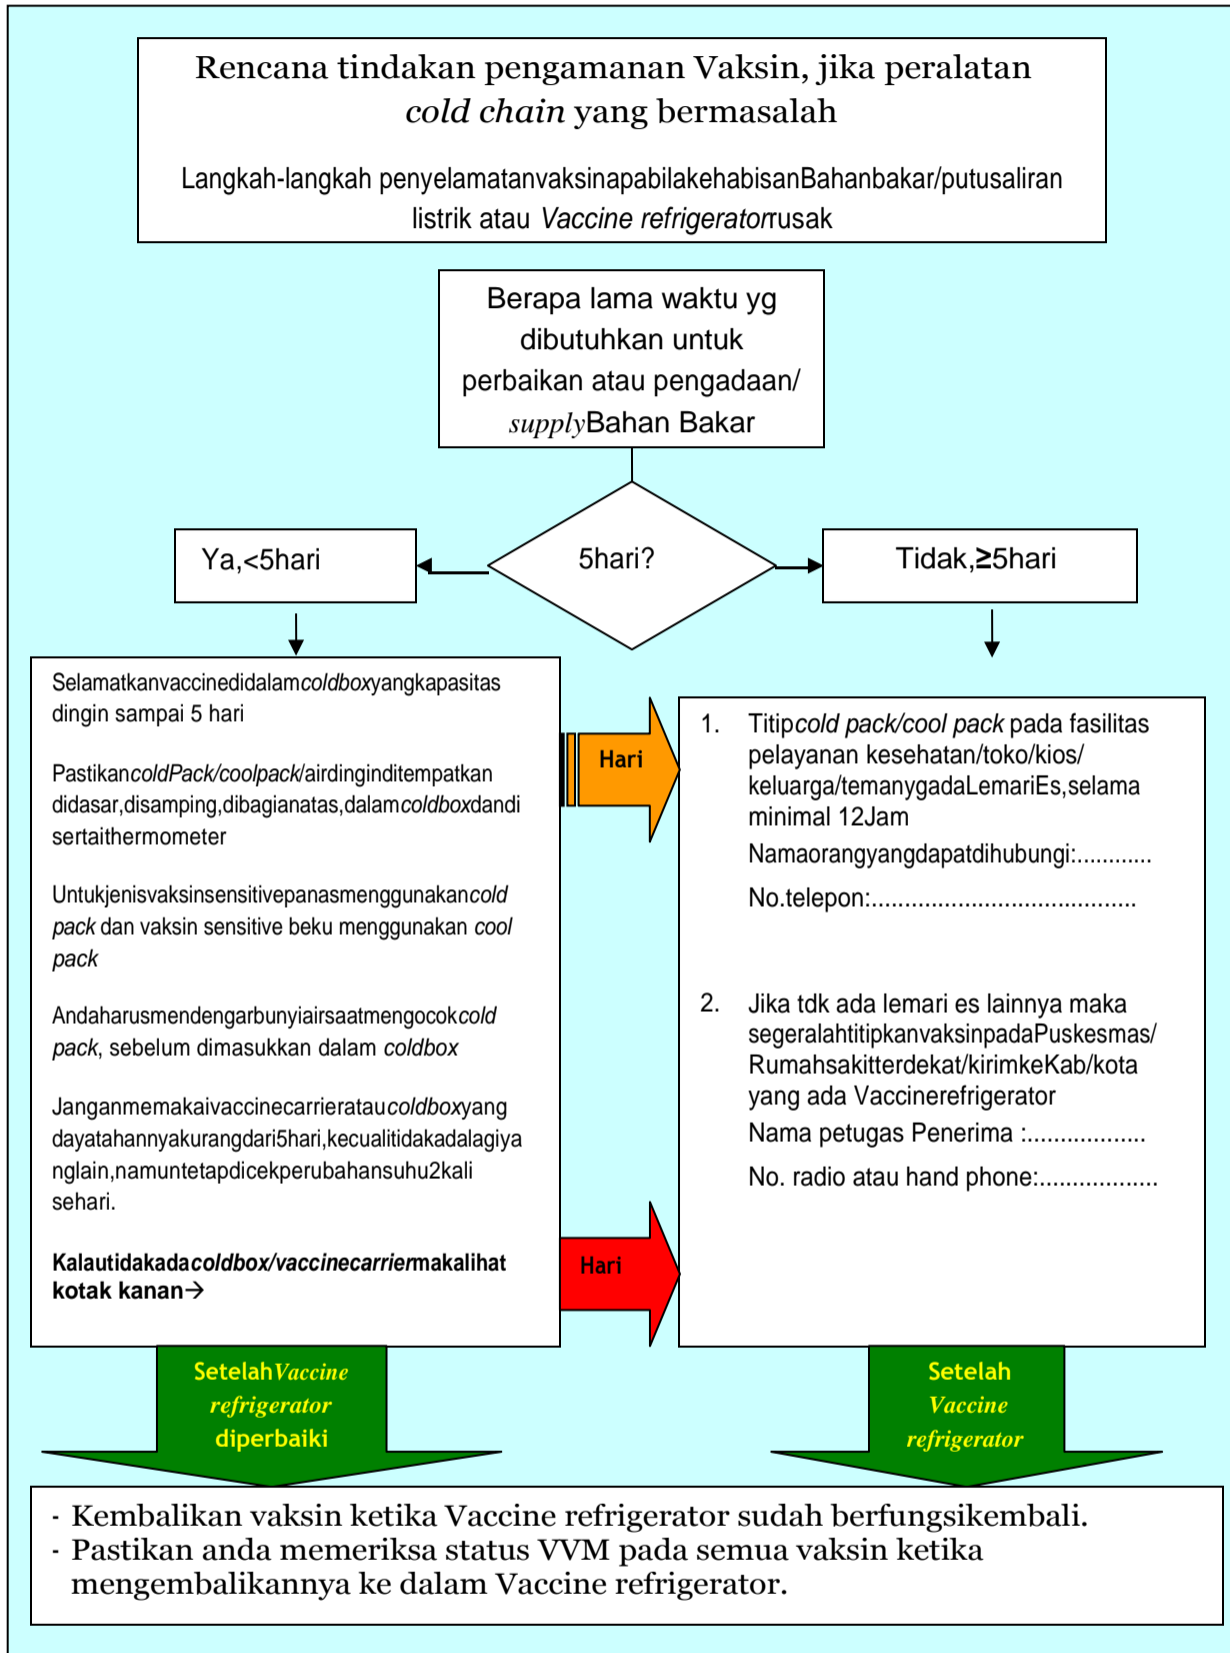 Rencana tindakan pengamanan Vaksin, jika peralatan
cold chain yang bermasalah
Langkah-langkah penyelamatanvaksinapabilakehabisanBahanbakar/putusaliran
listrik atau Vaccine refrigeratorrusak
Berapa lama waktu yg
dibutuhkan untuk
perbaikan atau pengadaan/
supplyBahan Bakar
Ya,<5hari
5hari?
Tidak,≥5hari
Selamatkanvaccinedidalamcoldboxyangkapasitas
dingin sampai 5 hari
PastikancoldPack/coolpack/airdinginditempatkan
didasar,disamping,dibagianatas,dalamcoldboxdandi
sertaithermometer
Untukjenisvaksinsensitivepanasmenggunakancold
pack dan vaksin sensitive beku menggunakan cool
pack
Andaharusmendengarbunyiairsaatmengocokcold
pack, sebelum dimasukkan dalam coldbox
Janganmemakaivaccinecarrierataucoldboxyang
dayatahannyakurangdari5hari,kecualitidakadalagiya
nglain,namuntetapdicekperubahansuhu2kali
sehari.
Kalautidakadacoldbox/vaccinecarriermakalihat
kotak kanan→
Hari
Hari
1. Titipcold pack/cool pack pada fasilitas
pelayanan kesehatan/toko/kios/
keluarga/temanygadaLemariEs,selama
minimal 12Jam
Namaorangyangdapatdihubungi:............
No.telepon:........................................
2. Jika tdk ada lemari es lainnya maka
segeralahtitipkanvaksinpadaPuskesmas/
Rumahsakitterdekat/kirimkeKab/kota
yang ada Vaccinerefrigerator
Nama petugas Penerima :..................
No. radio atau hand phone:..................
SetelahVaccine
refrigerator
diperbaiki
Setelah
Vaccine
refrigerator
- Kembalikan vaksin ketika Vaccine refrigerator sudah berfungsikembali.
- Pastikan anda memeriksa status VVM pada semua vaksin ketika
mengembalikannya ke dalam Vaccine refrigerator.